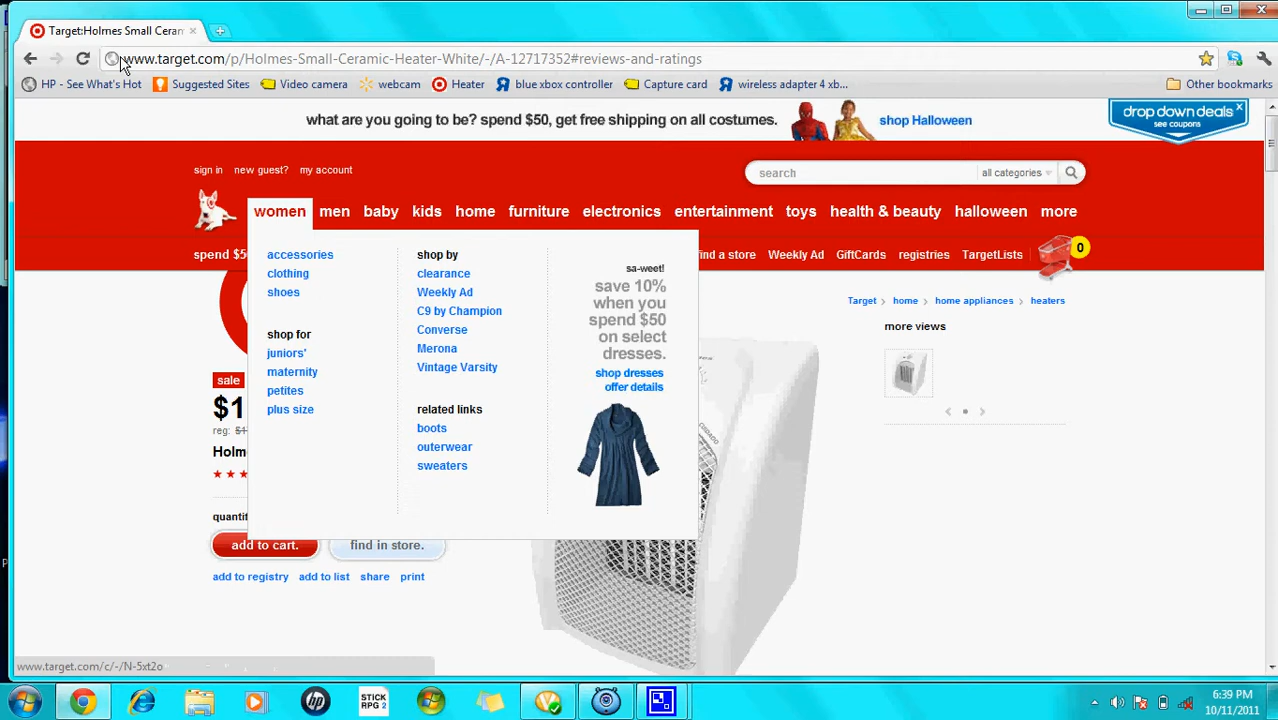 Target:Holmes Small Ceram
www.target.com/p/Holmes-Small-Ceramic-Heater-White/-/A-12717352#reviews-and-ratings
HP - See What's Hot Suggested Sites Video camera webcam Heater blue xbox controller Capture card wireless adapter 4 xb... Other bookmarks
what are you going to be? spend $50, get free shipping on all costumes. shop Halloween
drop down deals
see coupons
sign in new guest? my account
search all categories
women men baby kids home furniture electronics entertainment toys health & beauty halloween more
spend $5 find a store Weekly Ad GiftCards registries TargetLists 0
accessories
clothing
shoes
shop for
juniors'
maternity
petites
plus size
shop by
clearance
Weekly Ad
C9 by Champion
Converse
Merona
Vintage Varsity
related links
boots
outerwear
sweaters
sa-weet!
save 10%
when you
spend $50
on select
dresses.
shop dresses
offer details
Target home home appliances heaters
more views
sale
$1
reg: $1
Holm
quantit
add to cart. find in store.
add to registry add to list share print
www.target.com/c/-/N-5xt2o
STICK
RPG 2
hp
6:39 PM
10/11/2011